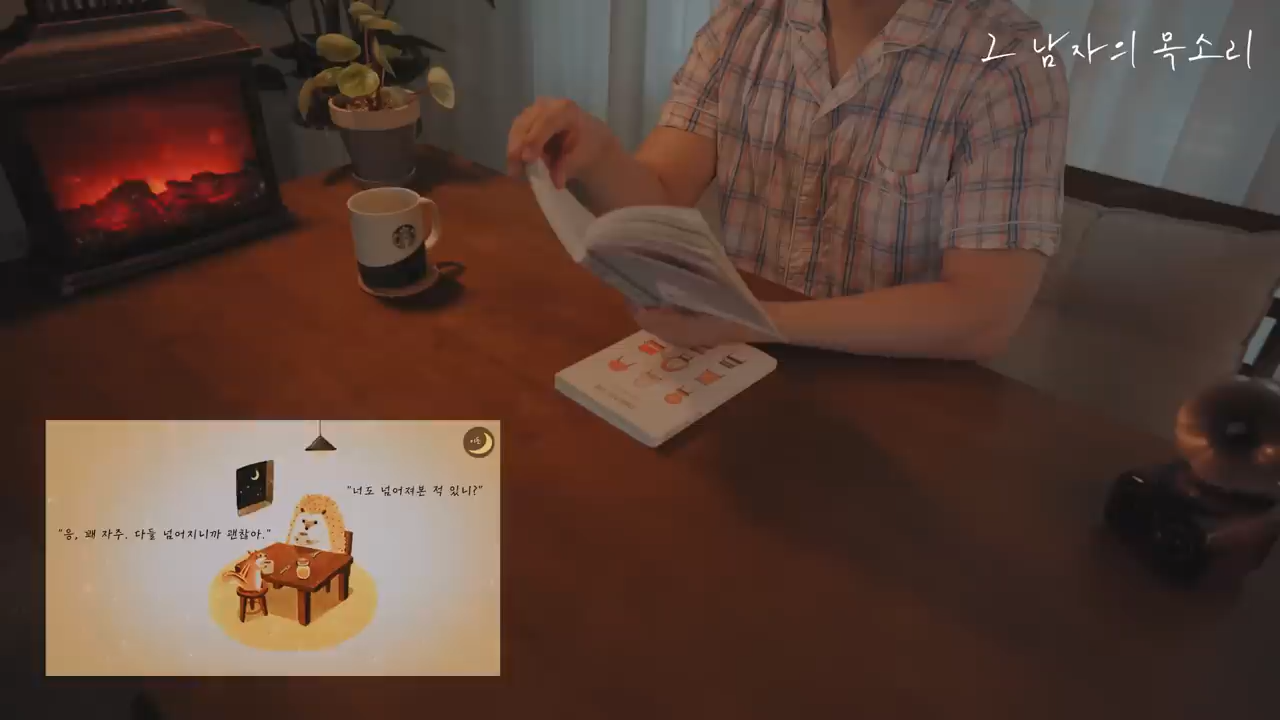 그 남자의 목소리
"너도 넘어져본 적 있니?"
"응, 꽤 자주. 다들 넘어지니까 괜찮아."